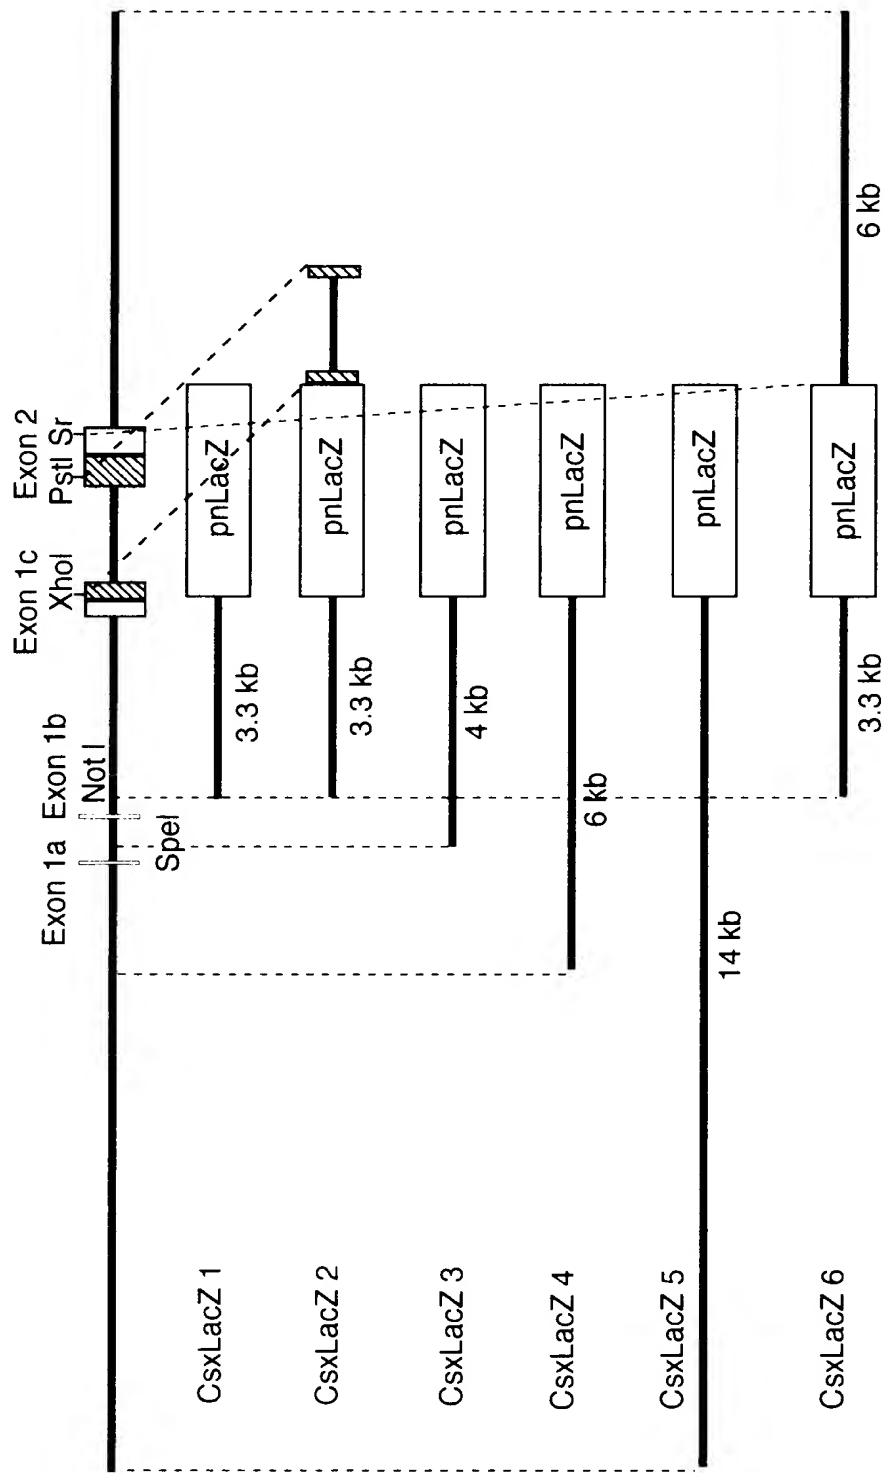 Exon 1a
Exon 1b
Exon 1c
Exon 2
Not I
XhoI
PstI
Sr
SpeI
CsxLacZ 1
3.3 kb
pnLacZ
CsxLacZ 2
3.3 kb
pnLacZ
CsxLacZ 3
4 kb
pnLacZ
CsxLacZ 4
6 kb
pnLacZ
CsxLacZ 5
14 kb
pnLacZ
CsxLacZ 6
3.3 kb
pnLacZ
6 kb